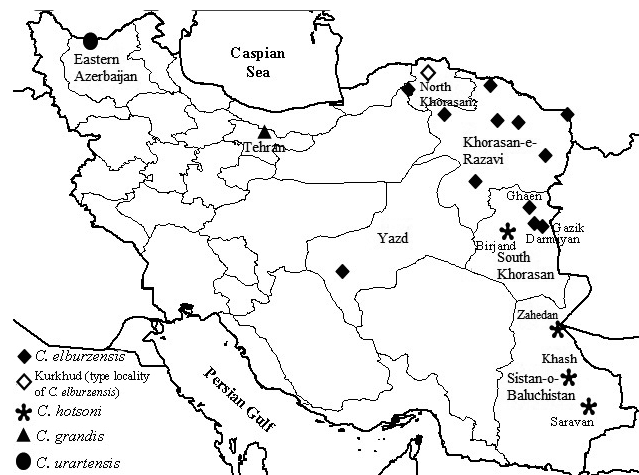 Caspian
Sea
Eastern
Azerbaijan
North
Khorasan
Tehran
Khorasan-e-
Razavi
Ghaen
Gazik
Darmiyan
Birjand
South
Khorasan
Yazd
Zahedan
Khash
Sistan-o-
Baluchistan
Saravan
Persian Gulf
C. elburzensis
Kurkhud (type locality
of C. elburzensis)
C. hotsoni
C. grandis
C. urartensis